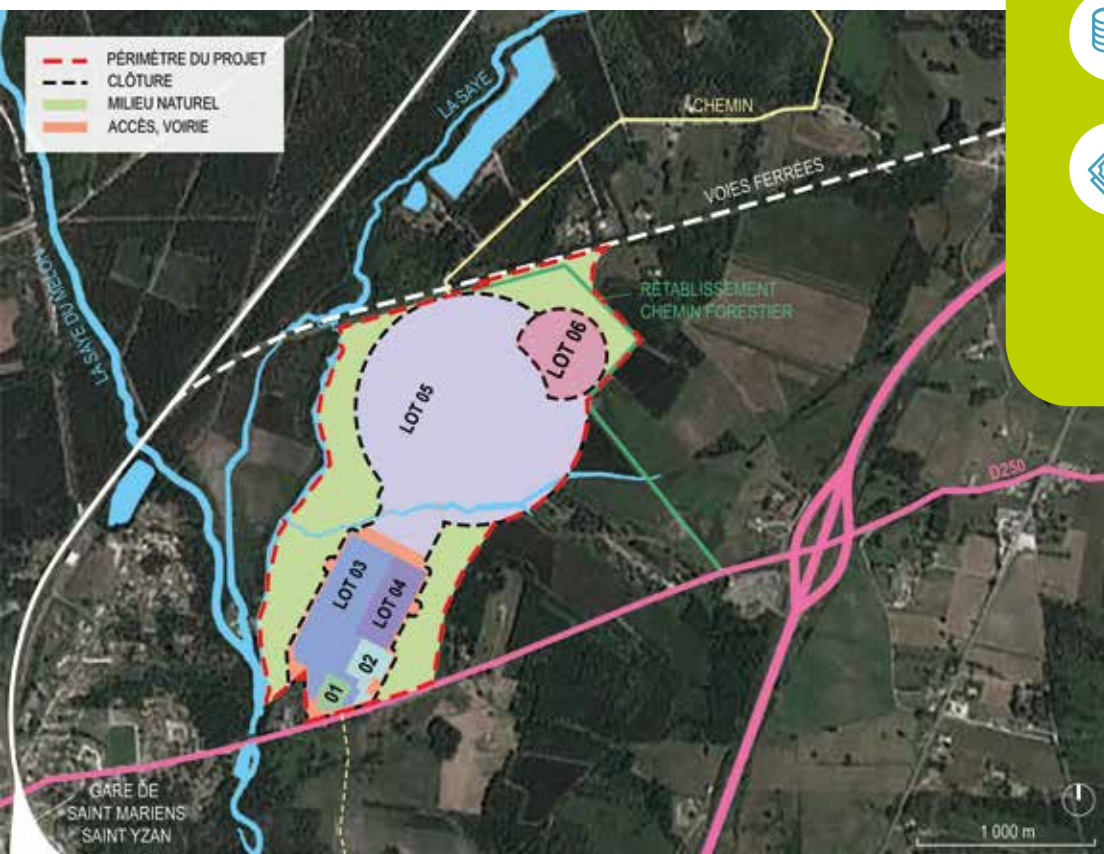 PÉRIMÈTRE DU PROJET
CLÔTURE
MILIEU NATUREL
ACCÈS, VOIRIE
LA SAYE
CHEMIN
VOIES FERRÉES
LA SAYE DU MELON
RÉTABLISSEMENT
CHEMIN FORESTIER
LOT 06
LOT 05
D250
LOT 03
LOT 04
02
01
GARE DE
SAINT MARIENS
SAINT YZAN
1 000 m